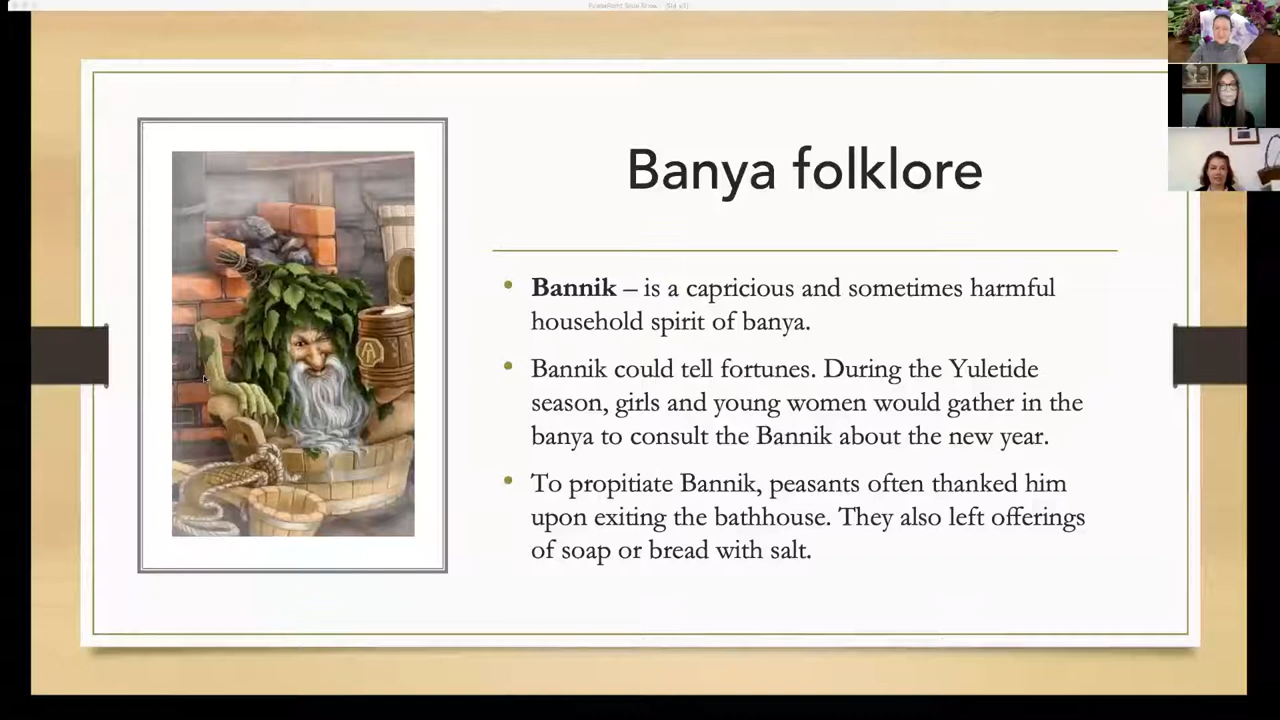 Banya folklore
• Bannik – is a capricious and sometimes harmful
household spirit of banya.
• Bannik could tell fortunes. During the Yuletide
season, girls and young women would gather in the
banya to consult the Bannik about the new year.
• To propitiate Bannik, peasants often thanked him
upon exiting the bathhouse. They also left offerings
of soap or bread with salt.